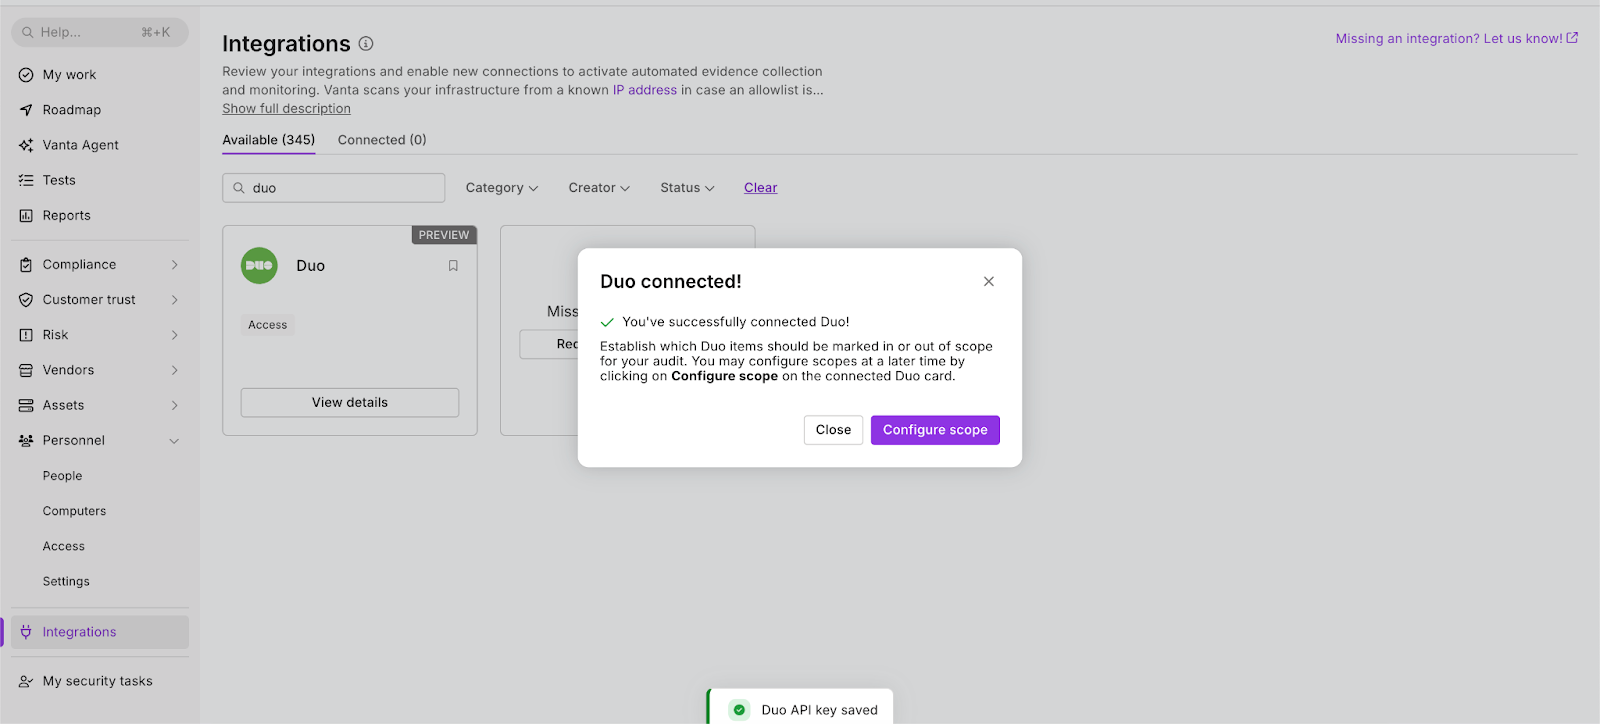 Help...
⌘+K
My work
Roadmap
Vanta Agent
Tests
Reports
Compliance
Customer trust
Risk
Vendors
Assets
Personnel
People
Computers
Access
Settings
Integrations
My security tasks
Integrations
Missing an integration? Let us know!
Review your integrations and enable new connections to activate automated evidence collection
and monitoring. Vanta scans your infrastructure from a known IP address in case an allowlist is...
Show full description
Available (345)
Connected (0)
duo
Category
Creator
Status
Clear
PREVIEW
DUO
Duo
Access
View details
Miss
Rec
Duo connected!
You've successfully connected Duo!
Establish which Duo items should be marked in or out of scope
for your audit. You may configure scopes at a later time by
clicking on Configure scope on the connected Duo card.
Close
Configure scope
Duo API key saved